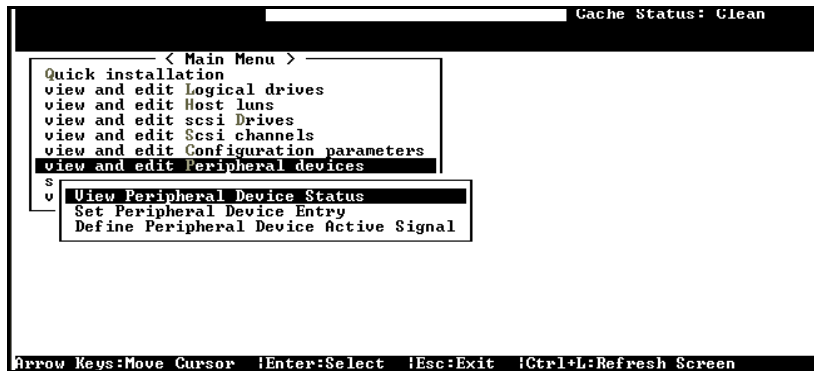 Cache Status: Clean
< Main Menu >
Quick installation
view and edit Logical drives
view and edit Host luns
view and edit scsi Drives
view and edit Scsi channels
view and edit Configuration parameters
view and edit Peripheral devices
s
v
View Peripheral Device Status
Set Peripheral Device Entry
Define Peripheral Device Active Signal
Arrow Keys:Move Cursor |Enter:Select |Esc:Exit |Ctrl+L:Refresh Screen